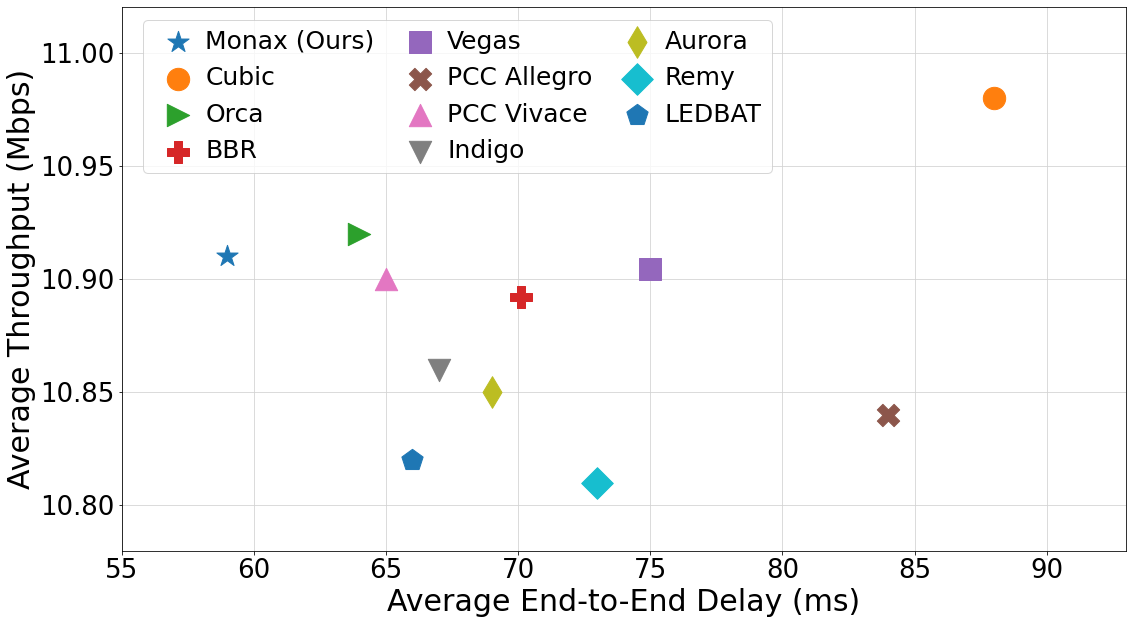 11.00
10.95
10.90
10.85
10.80
Average Throughput (Mbps)
Monax (Ours)
Cubic
Orca
BBR
Vegas
PCC Allegro
PCC Vivace
Indigo
Aurora
Remy
LEDBAT
55 60 65 70 75 80 85 90
Average End-to-End Delay (ms)